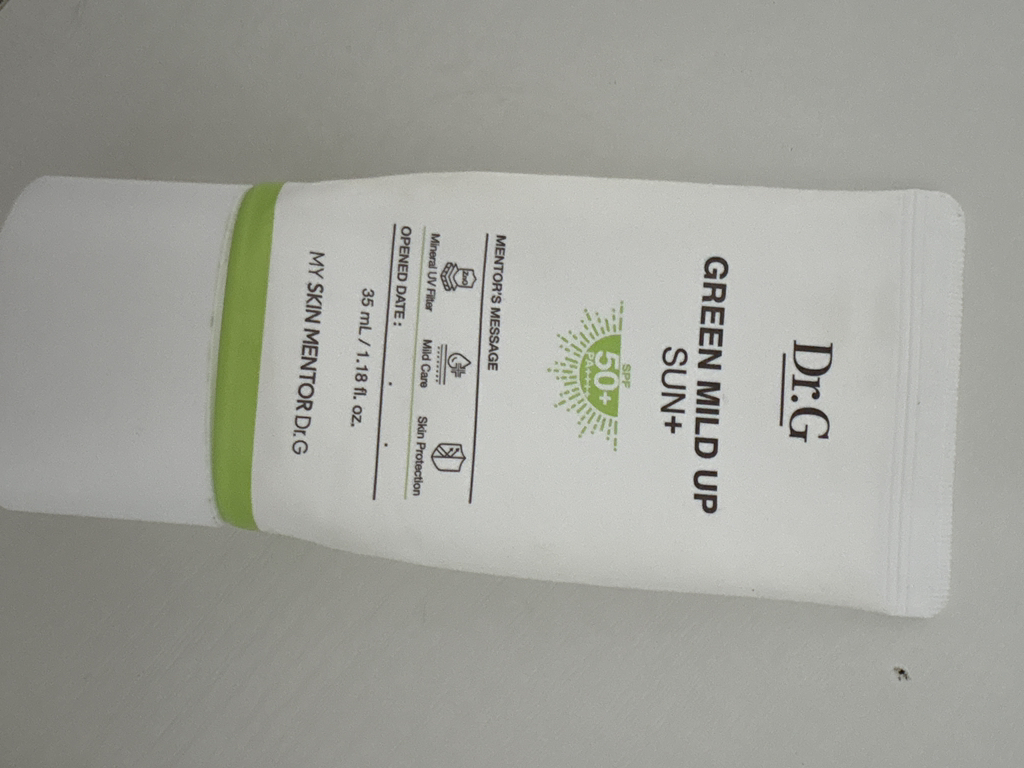 Dr.G
GREEN MILD UP
SUN+
SPF
50+
PA++++
MENTOR'S MESSAGE
Mineral UV Filter
Mild Care
Skin Protection
OPENED DATE : . .
35 mL / 1.18 fl. oz.
MY SKIN MENTOR Dr.G